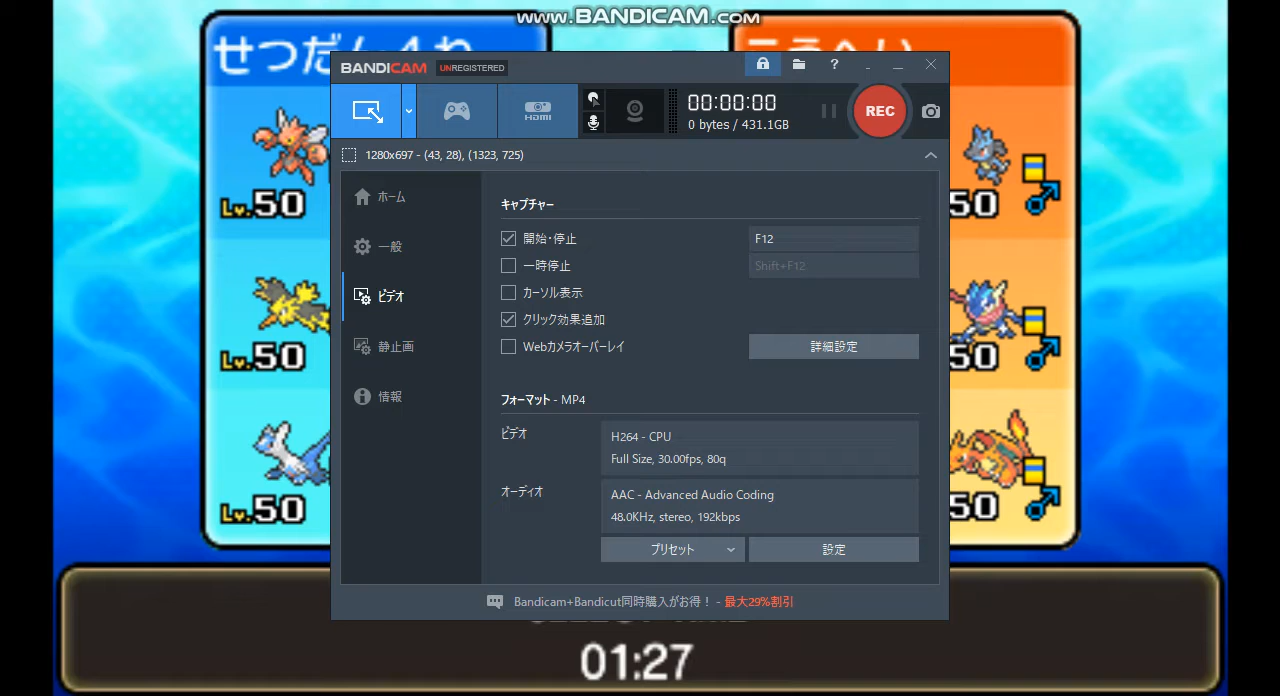 www.BANDICAM.com
せつだん
BANDICAM UNREGISTERED
?
HDMI
00:00:00
0 bytes / 431.1GB
REC
1280x697 - (43, 28), (1323, 725)
ホーム
一般
ビデオ
静止画
情報
キャプチャー
開始・停止 F12
一時停止 Shift+F12
カーソル表示
クリック効果追加
Webカメラオーバーレイ 詳細設定
フォーマット - MP4
ビデオ
H264 - CPU
Full Size, 30.00fps, 80q
オーディオ
AAC - Advanced Audio Coding
48.0KHz, stereo, 192kbps
プリセット 設定
Bandicam+Bandicut同時購入がお得！ - 最大29%割引
Lv.50
Lv.50
Lv.50
50
50
50
01:27